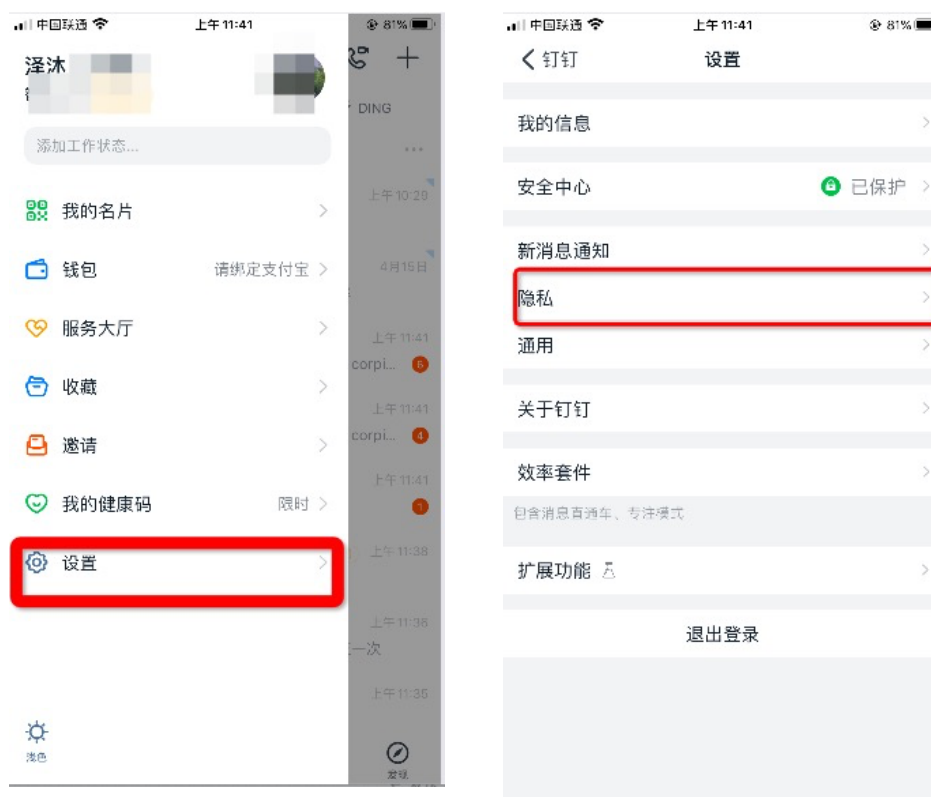 中国联通
上午11:41
81%
泽沐
DING
添加工作状态...
...
上午10:28
我的名片
钱包
请绑定支付宝
4月15日
服务大厅
上午11:41
corpi...
6
收藏
上午11:41
corpi...
4
邀请
上午11:41
1
我的健康码
限时
上午11:38
设置
上午11:36
一次
上午11:35
浅色
发现
中国联通
上午11:41
81%
钉钉
设置
我的信息
安全中心
已保护
新消息通知
隐私
通用
关于钉钉
效率套件
包含消息直通车、专注模式
扩展功能
退出登录